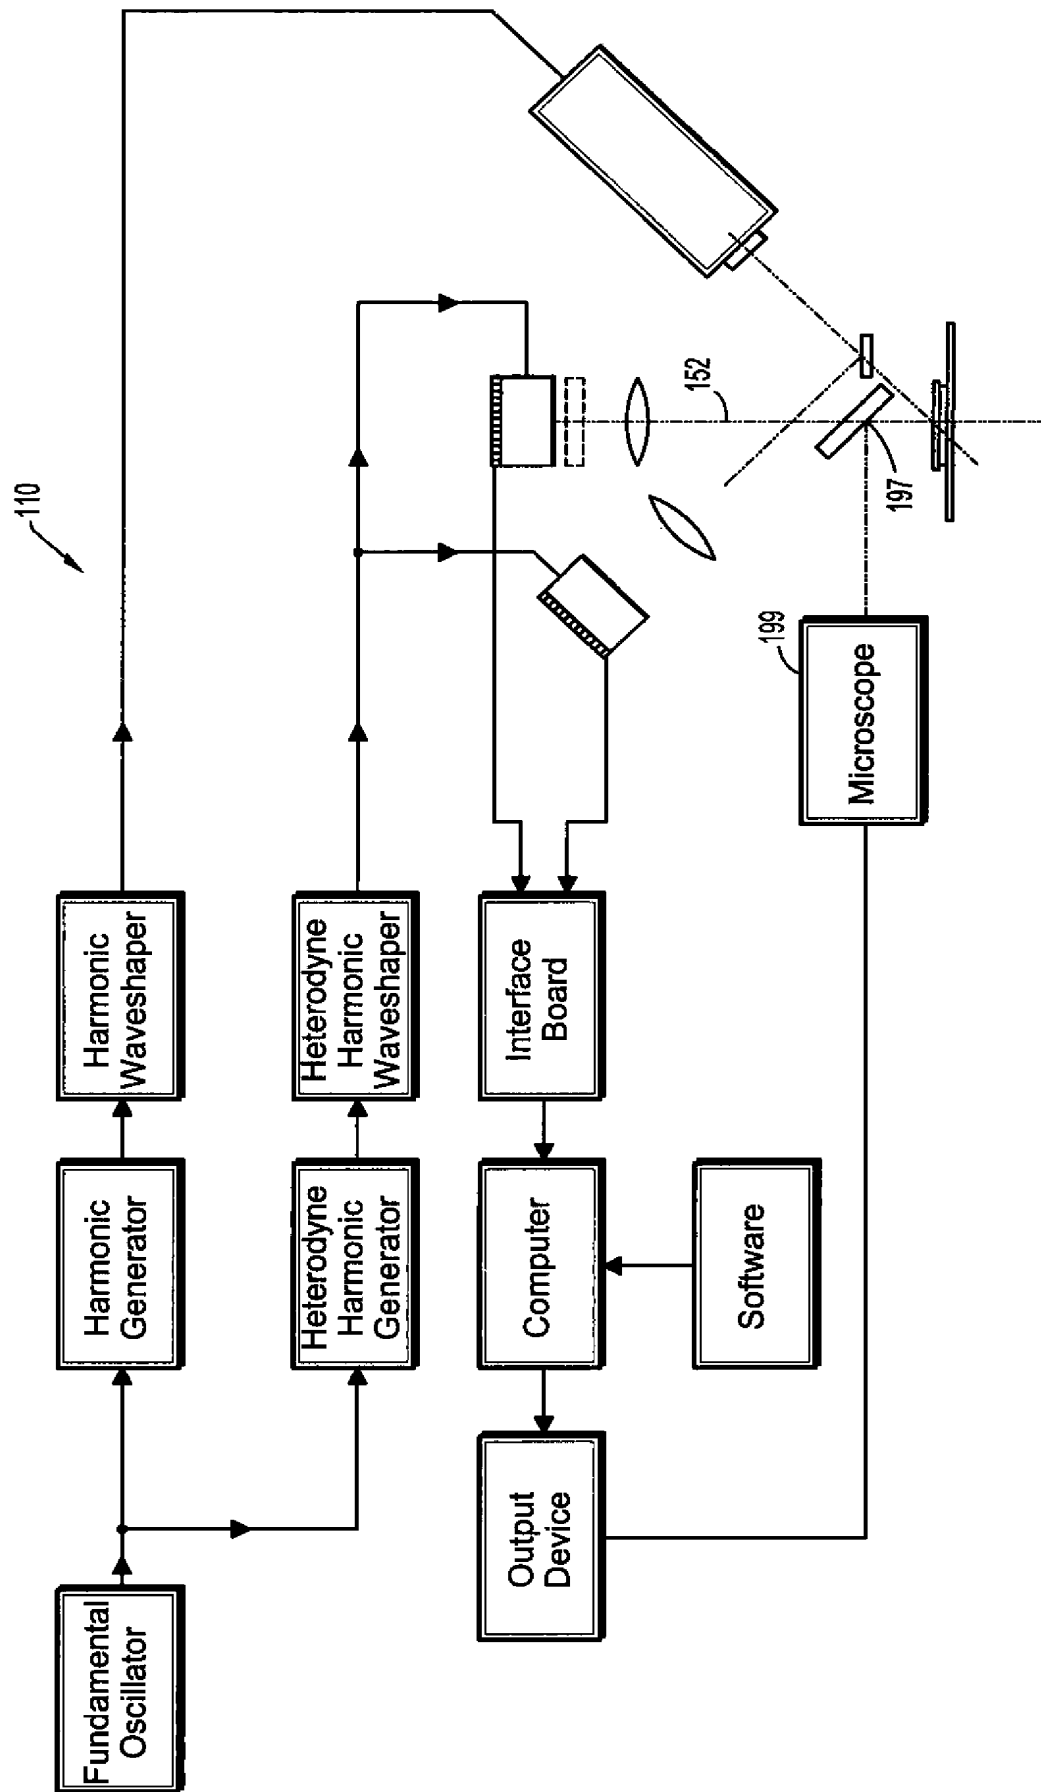 110
Fundamental
Oscillator
Harmonic
Generator
Harmonic
Waveshaper
Heterodyne
Harmonic
Generator
Heterodyne
Harmonic
Waveshaper
Output
Device
Computer
Interface
Board
Software
Microscope
199
197
152